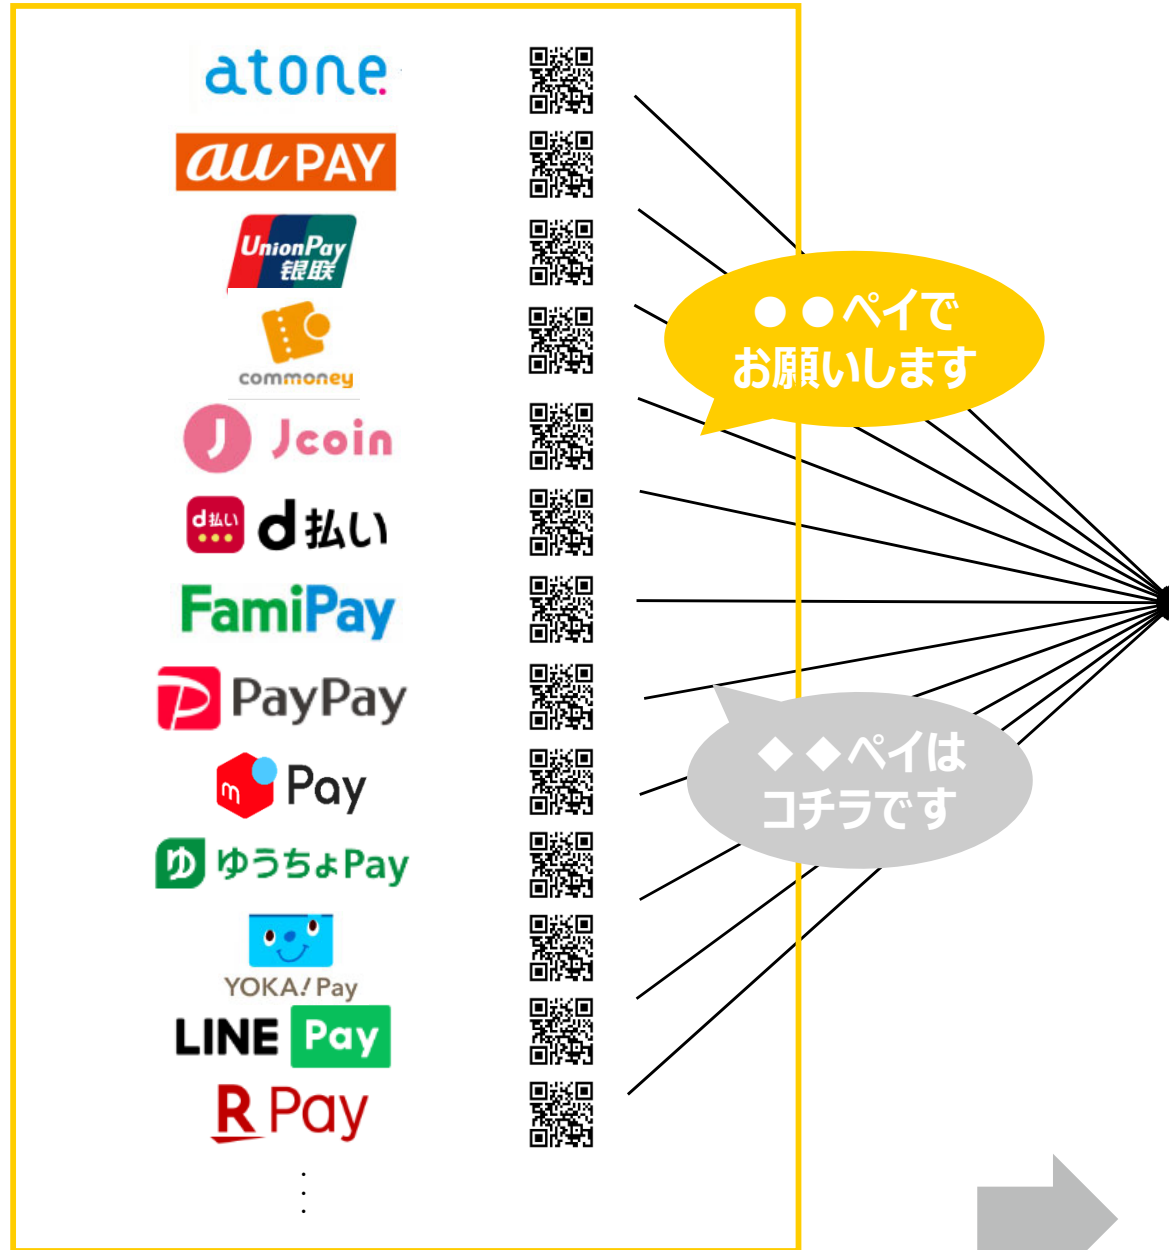 atone
au PAY
UnionPay
银联
commoney
J Jcoin
d払い d払い
FamiPay
PayPay
m Pay
ゆ ゆうちょPay
YOKA! Pay
LINE Pay
R Pay
●●ペイで
お願いします
◆◆ペイは
コチラです